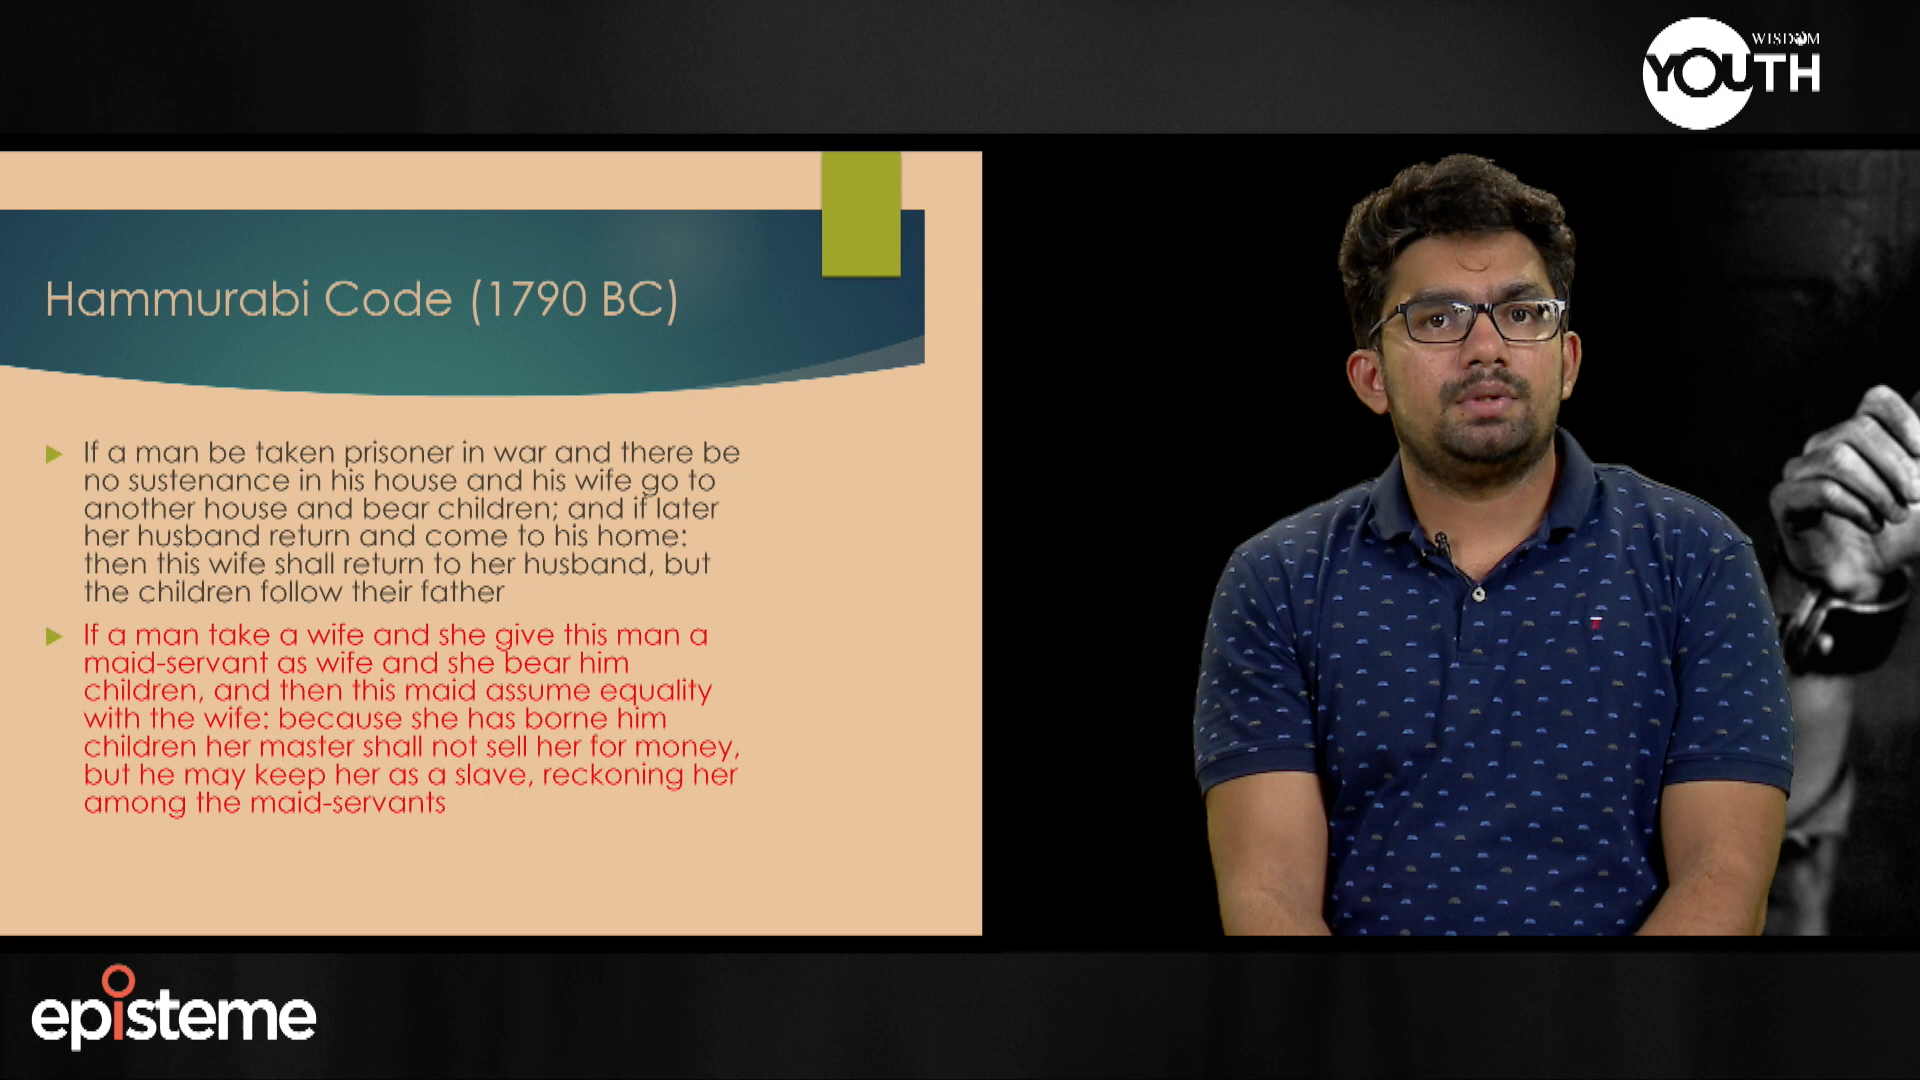 WISDOM
YOUTH
Hammurabi Code (1790 BC)
If a man be taken prisoner in war and there be
no sustenance in his house and his wife go to
another house and bear children; and if later
her husband return and come to his home:
then this wife shall return to her husband, but
the children follow their father
If a man take a wife and she give this man a
maid-servant as wife and she bear him
children, and then this maid assume equality
with the wife: because she has borne him
children her master shall not sell her for money,
but he may keep her as a slave, reckoning her
among the maid-servants
episteme